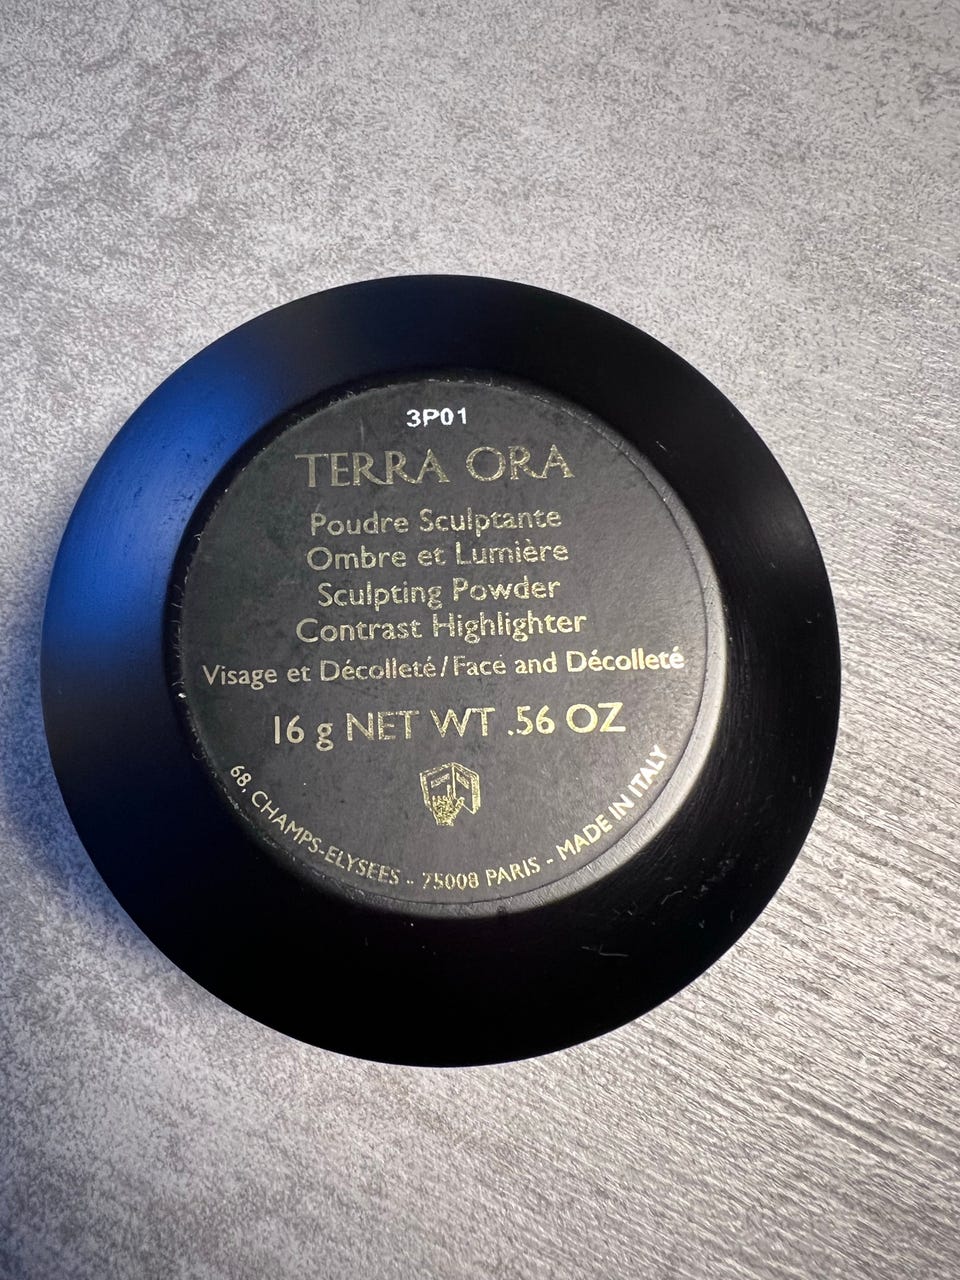 3P01
TERRA ORA
Poudre Sculptante
Ombre et Lumière
Sculpting Powder
Contrast Highlighter
Visage et Décolleté/Face and Décolleté
16 g NET WT .56 OZ
68, CHAMPS-ELYSEES - 75008 PARIS - MADE IN ITALY